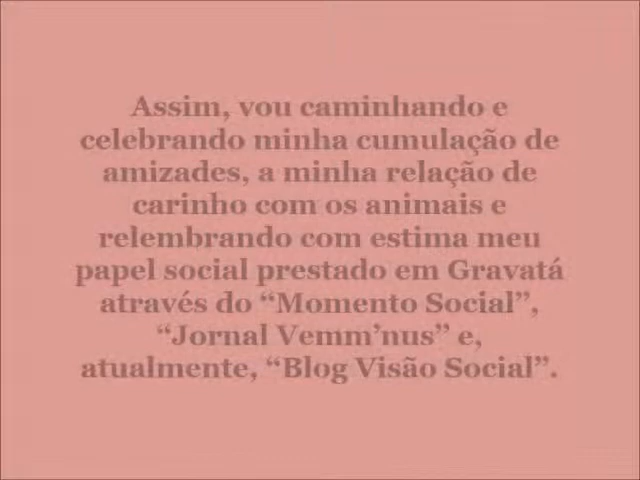 Assim, vou caminhando e
celebrando minha cumulação de
amizades, a minha relação de
carinho com os animais e
relembrando com estima meu
papel social prestado em Gravatá
através do “Momento Social”,
“Jornal Vemm’nus” e,
atualmente, “Blog Visão Social”.